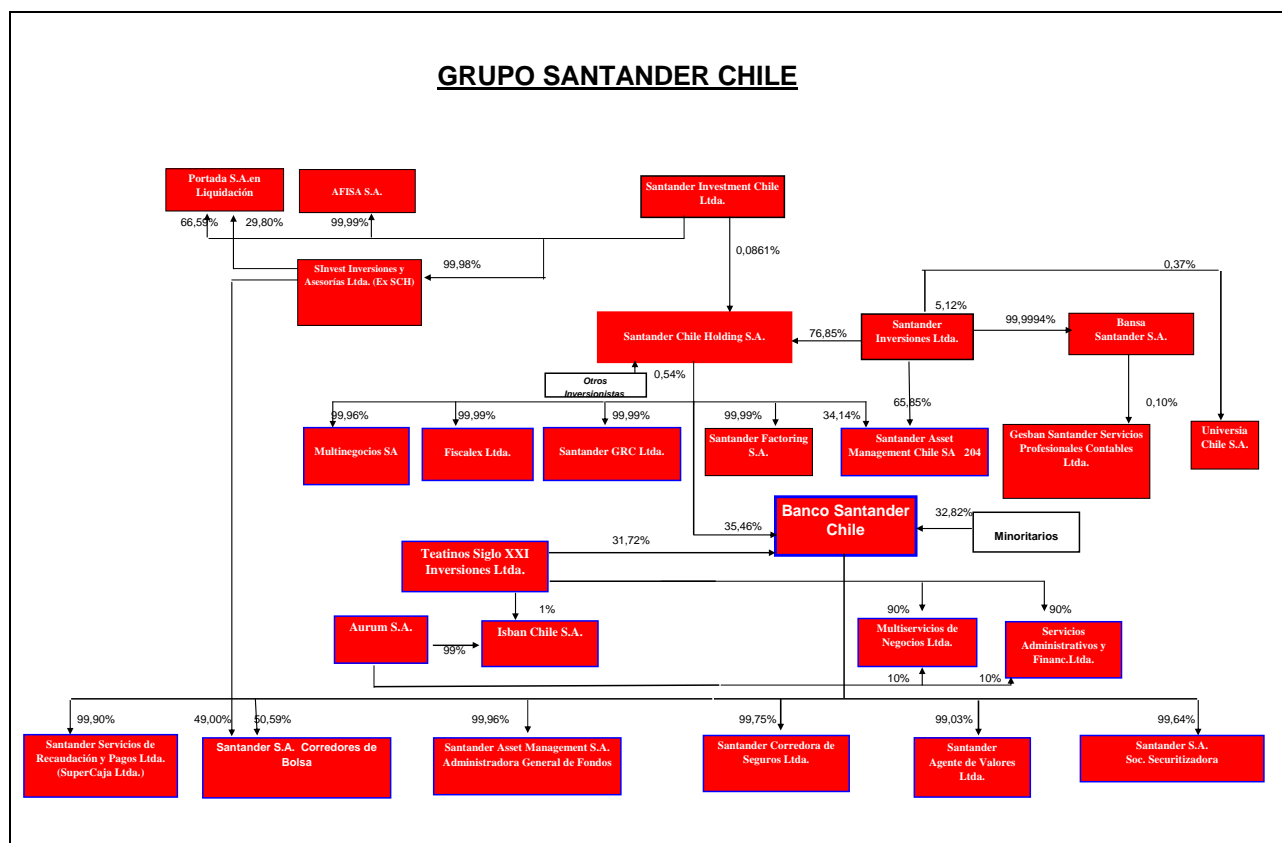 GRUPO SANTANDER CHILE
Portada S.A.en
Liquidación
AFISA S.A.
Santander Investment Chile
Ltda.
66,59%
29,80%
99,99%
0,0861%
SInvest Inversiones y
Asesorías Ltda. (Ex SCH)
99,98%
0,37%
5,12%
Santander Chile Holding S.A.
76,85%
Santander
Inversiones Ltda.
99,9994%
Bansa
Santander S.A.
Otros
Inversionistas
0,54%
99,96%
99,99%
99,99%
99,99%
34,14%
65,85%
0,10%
Multinegocios SA
Fiscalex Ltda.
Santander GRC Ltda.
Santander Factoring
S.A.
Santander Asset
Management Chile SA 204
Gesban Santander Servicios
Profesionales Contables
Ltda.
Universia
Chile S.A.
Banco Santander
Chile
35,46%
32,82%
Minoritarios
31,72%
Teatinos Siglo XXI
Inversiones Ltda.
1%
90%
90%
Aurum S.A.
99%
Isban Chile S.A.
Multiservicios de
Negocios Ltda.
Servicios
Administrativos y
Financ.Ltda.
10%
10%
99,90%
49,00%
50,59%
99,96%
99,75%
99,03%
99,64%
Santander Servicios de
Recaudación y Pagos Ltda.
(SuperCaja Ltda.)
Santander S.A. Corredores de
Bolsa
Santander Asset Management S.A.
Administradora General de Fondos
Santander Corredora de
Seguros Ltda.
Santander
Agente de Valores
Ltda.
Santander S.A.
Soc. Securitizadora